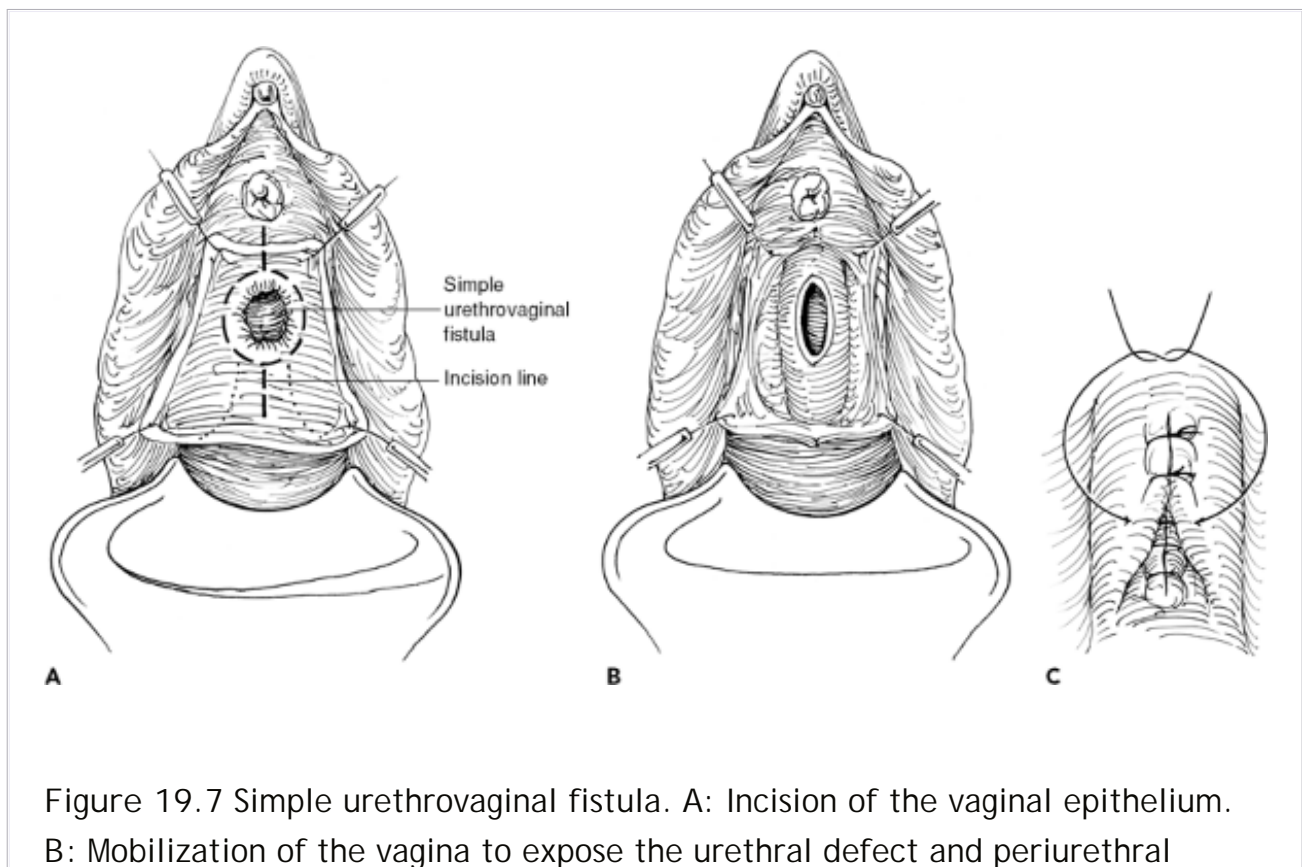 Simple
urethrovaginal
fistula
Incision line
A
B
C
Figure 19.7 Simple urethrovaginal fistula. A: Incision of the vaginal epithelium.
B: Mobilization of the vagina to expose the urethral defect and periurethral